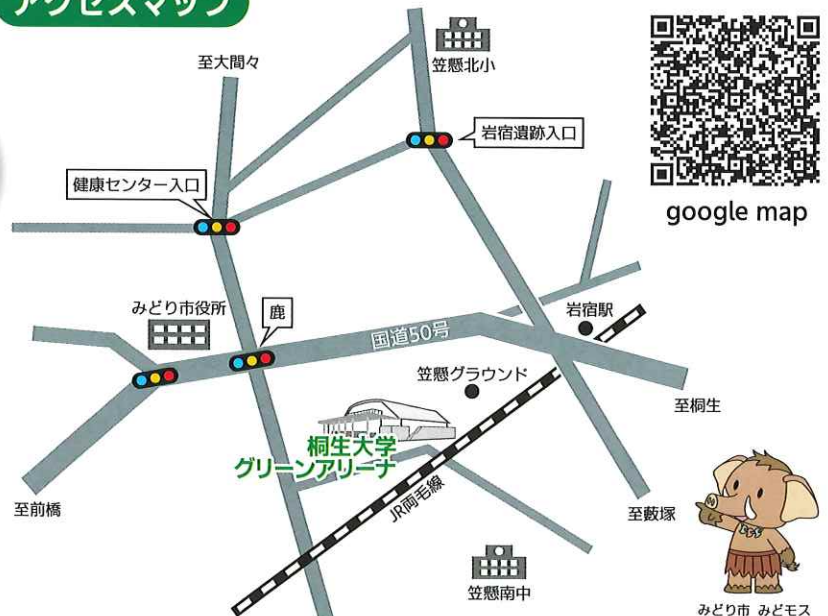 アクセスマップ
至大間々
笠懸北小
岩宿遺跡入口
健康センター入口
google map
みどり市役所
鹿
国道50号
岩宿駅
笠懸グラウンド
至桐生
桐生大学
グリーンアリーナ
JR両毛線
至前橋
至藪塚
笠懸南中
みどり市 みどモス